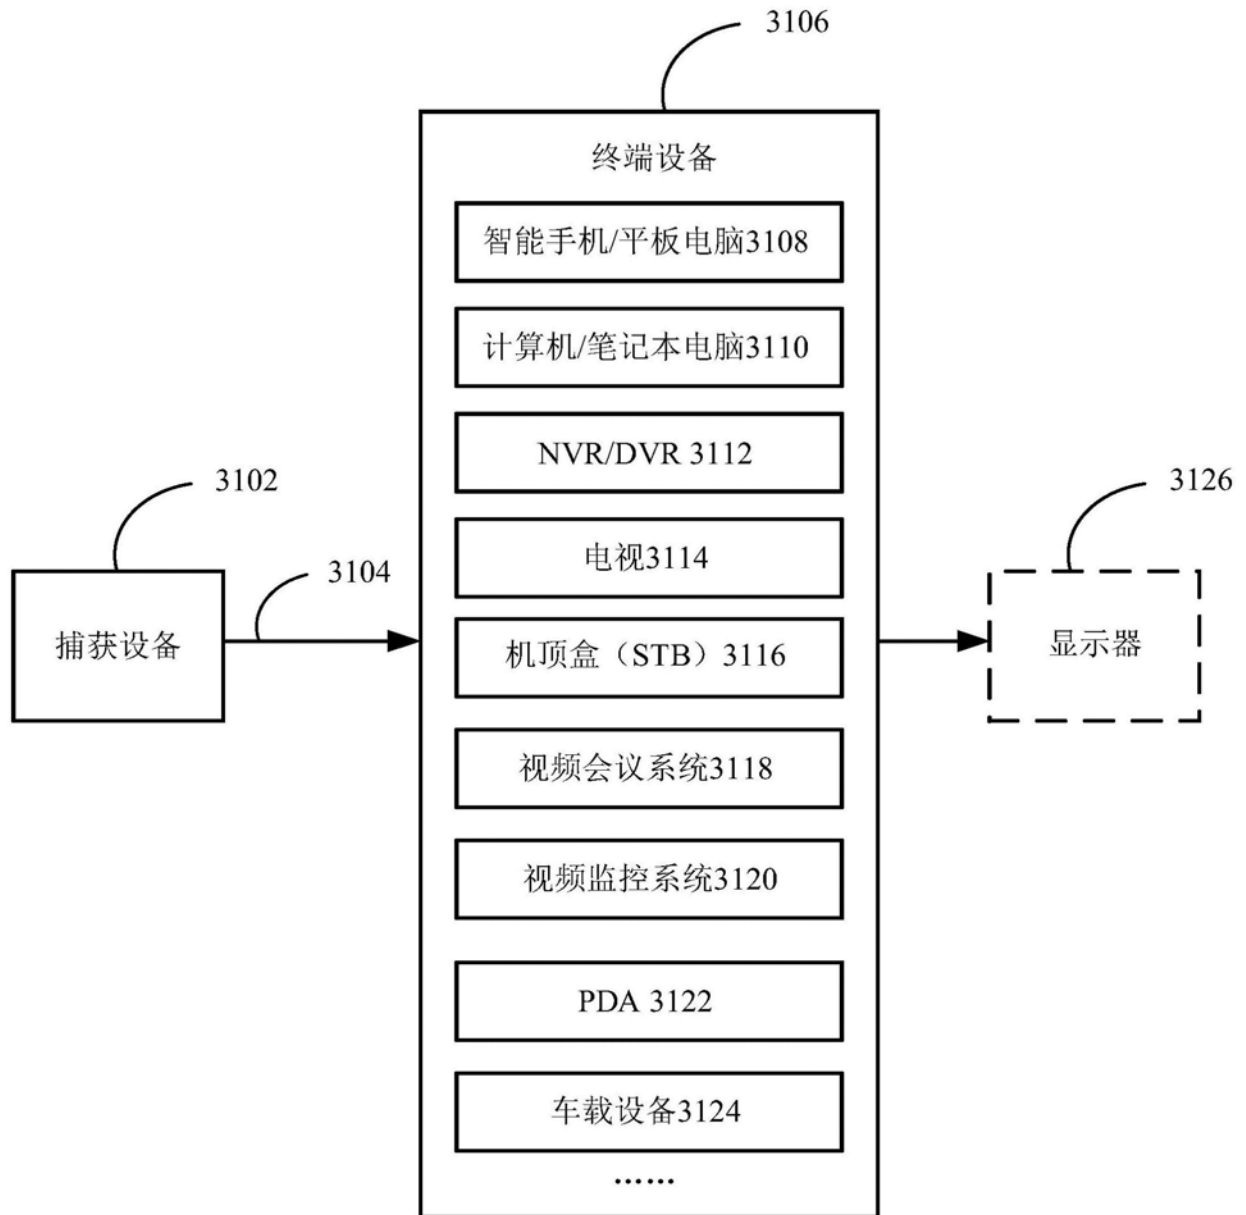 3106
终端设备
智能手机/平板电脑3108
计算机/笔记本电脑3110
NVR/DVR 3112
3102
3126
电视3114
3104
捕获设备
机顶盒（STB）3116
显示器
视频会议系统3118
视频监控系统3120
PDA 3122
车载设备3124
......